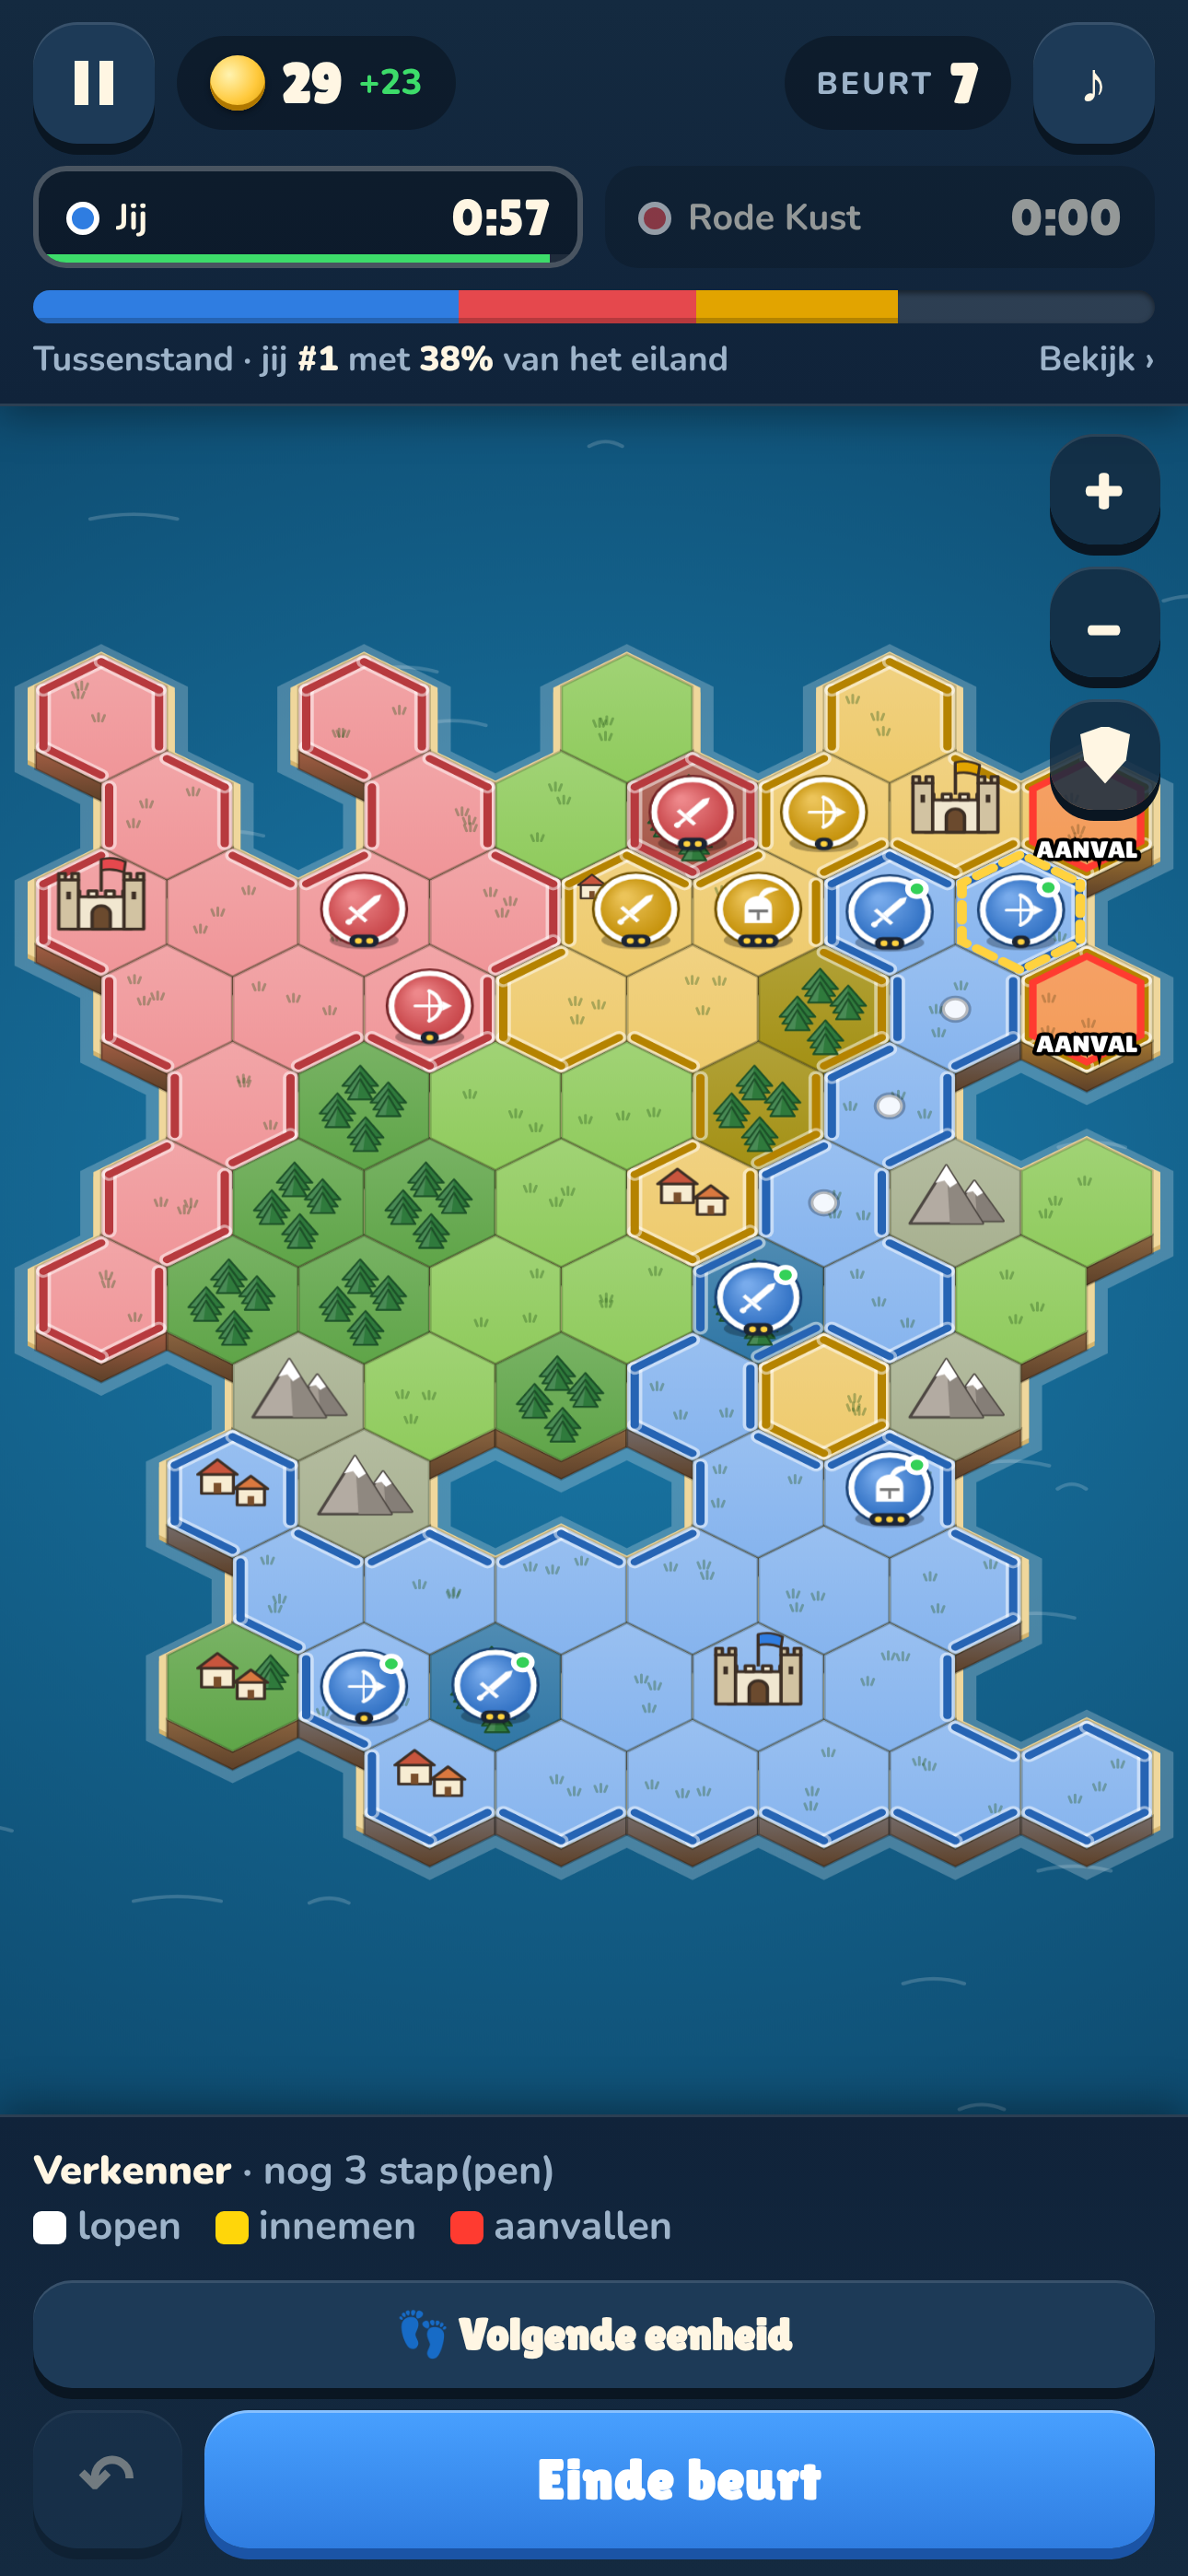 29 +23
BEURT 7
Jij 0:57
Rode Kust 0:00
Tussenstand · jij #1 met 38% van het eiland
Bekijk ›
AANVAL
AANVAL
Verkenner · nog 3 stap(pen)
lopen innemen aanvallen
Volgende eenheid
Einde beurt